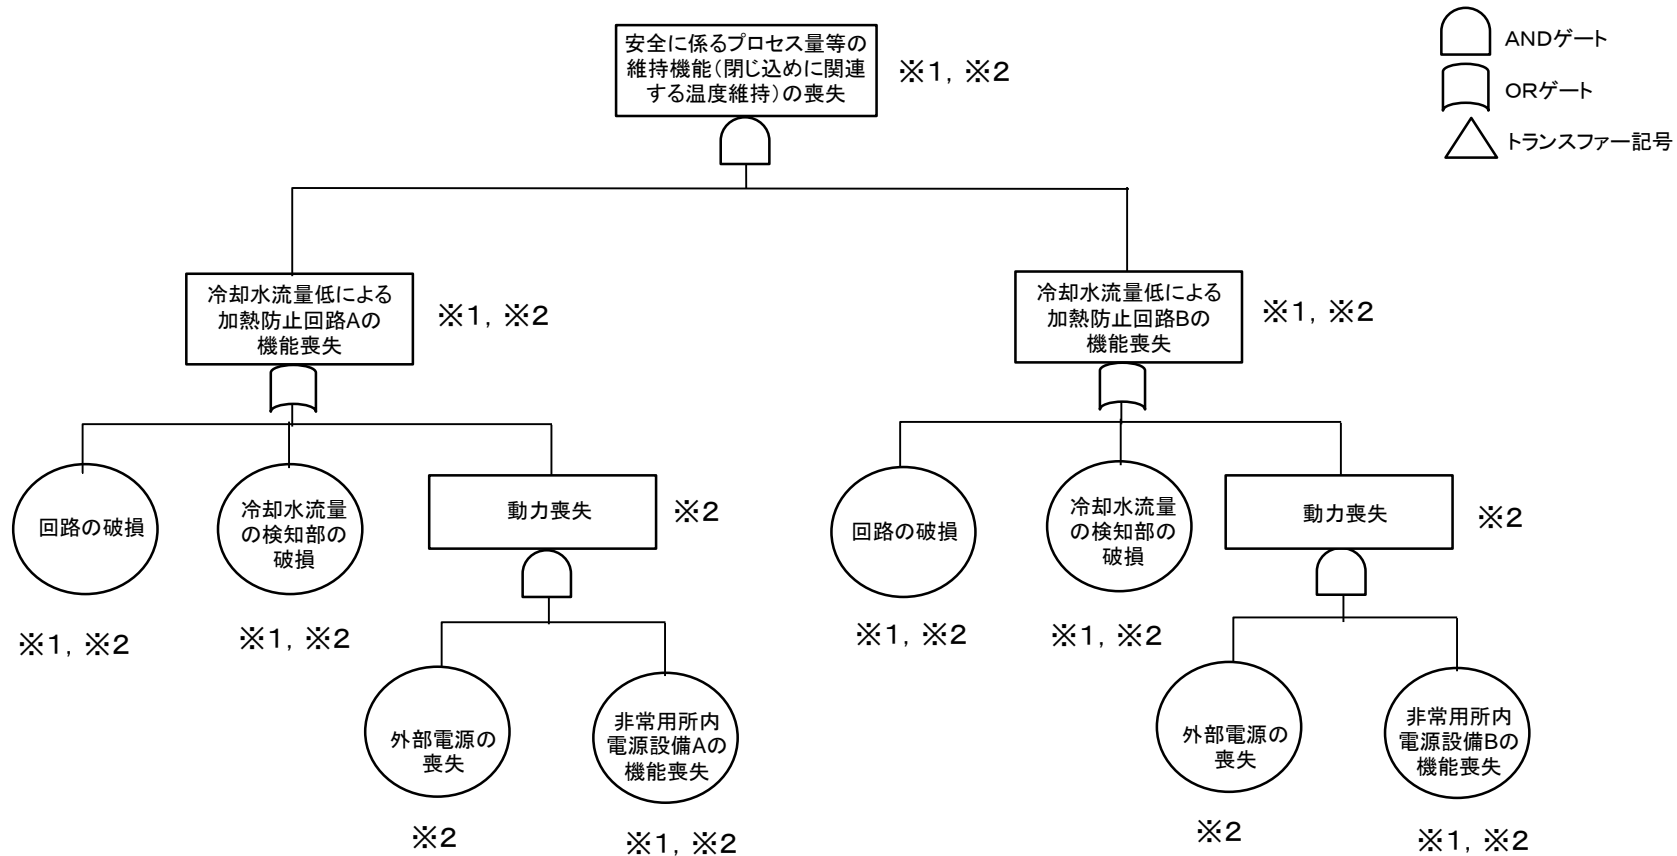 安全に係るプロセス量等の
維持機能（閉じ込めに関連
する温度維持）の喪失
※1，※2
ANDゲート
ORゲート
トランスファー記号
冷却水流量低による
加熱防止回路Aの
機能喪失
※1，※2
冷却水流量低による
加熱防止回路Bの
機能喪失
※1，※2
回路の破損
※1，※2
冷却水流量
の検知部の
破損
※1，※2
動力喪失
※2
外部電源の
喪失
※2
非常用所内
電源設備Aの
機能喪失
※1，※2
回路の破損
※1，※2
冷却水流量
の検知部の
破損
※1，※2
動力喪失
※2
外部電源の
喪失
※2
非常用所内
電源設備Bの
機能喪失
※1，※2